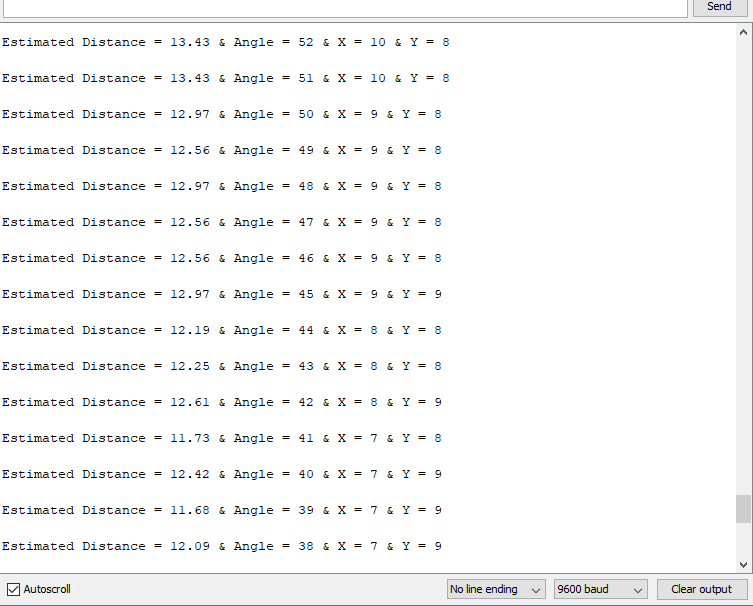 Send
Estimated Distance = 13.43 & Angle = 52 & X = 10 & Y = 8
Estimated Distance = 13.43 & Angle = 51 & X = 10 & Y = 8
Estimated Distance = 12.97 & Angle = 50 & X = 9 & Y = 8
Estimated Distance = 12.56 & Angle = 49 & X = 9 & Y = 8
Estimated Distance = 12.97 & Angle = 48 & X = 9 & Y = 8
Estimated Distance = 12.56 & Angle = 47 & X = 9 & Y = 8
Estimated Distance = 12.56 & Angle = 46 & X = 9 & Y = 8
Estimated Distance = 12.97 & Angle = 45 & X = 9 & Y = 9
Estimated Distance = 12.19 & Angle = 44 & X = 8 & Y = 8
Estimated Distance = 12.25 & Angle = 43 & X = 8 & Y = 8
Estimated Distance = 12.61 & Angle = 42 & X = 8 & Y = 9
Estimated Distance = 11.73 & Angle = 41 & X = 7 & Y = 8
Estimated Distance = 12.42 & Angle = 40 & X = 7 & Y = 9
Estimated Distance = 11.68 & Angle = 39 & X = 7 & Y = 9
Estimated Distance = 12.09 & Angle = 38 & X = 7 & Y = 9
Autoscroll No line ending 9600 baud Clear output